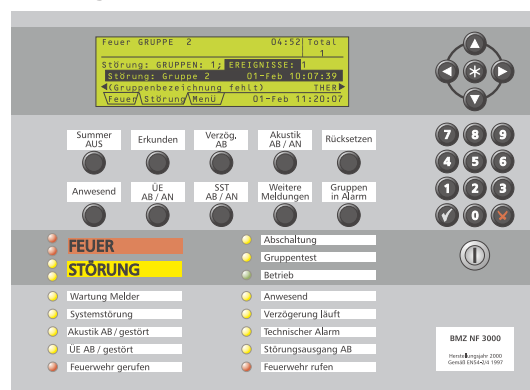 Feuer GRUPPE 2 04:52 Total
1
Störung: GRUPPEN: 1; EREIGNISSE: 1
Störung: Gruppe 2 01-Feb 10:07:39
(Gruppenbezeichnung fehlt) THER
Feuer Störung Menü 01-Feb 11:20:07
Summer AUS
Erkunden
Verzög. AB
Akustik AB / AN
Rücksetzen
Anwesend
ÜE AB / AN
SST AB / AN
Weitere Meldungen
Gruppen in Alarm
7 8 9
4 5 6
1 2 3
0
FEUER
STÖRUNG
Abschaltung
Gruppentest
Betrieb
Wartung Melder
Systemstörung
Akustik AB / gestört
ÜE AB / gestört
Feuerwehr gerufen
Anwesend
Verzögerung läuft
Technischer Alarm
Störungsausgang AB
Feuerwehr rufen
BMZ NF 3000
Herstellungsjahr 2000
Gemäß EN54-2/4 1997